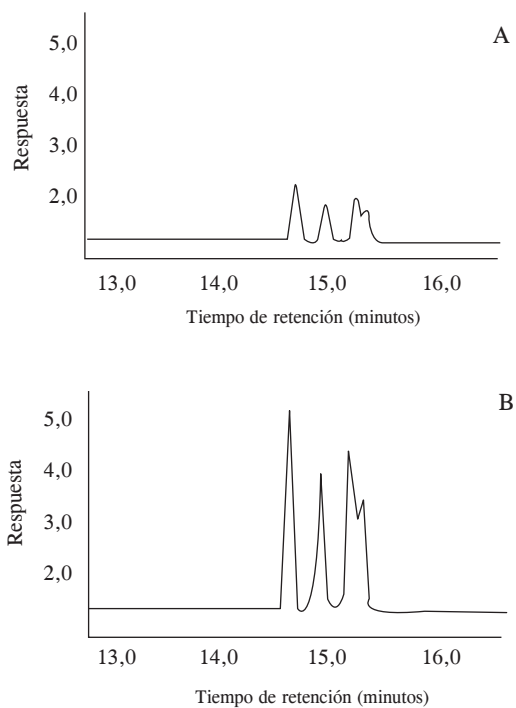 A
5,0
4,0
3,0
2,0
Respuesta
13,0 14,0 15,0 16,0
Tiempo de retención (minutos)
B
5,0
4,0
3,0
2,0
Respuesta
13,0 14,0 15,0 16,0
Tiempo de retención (minutos)